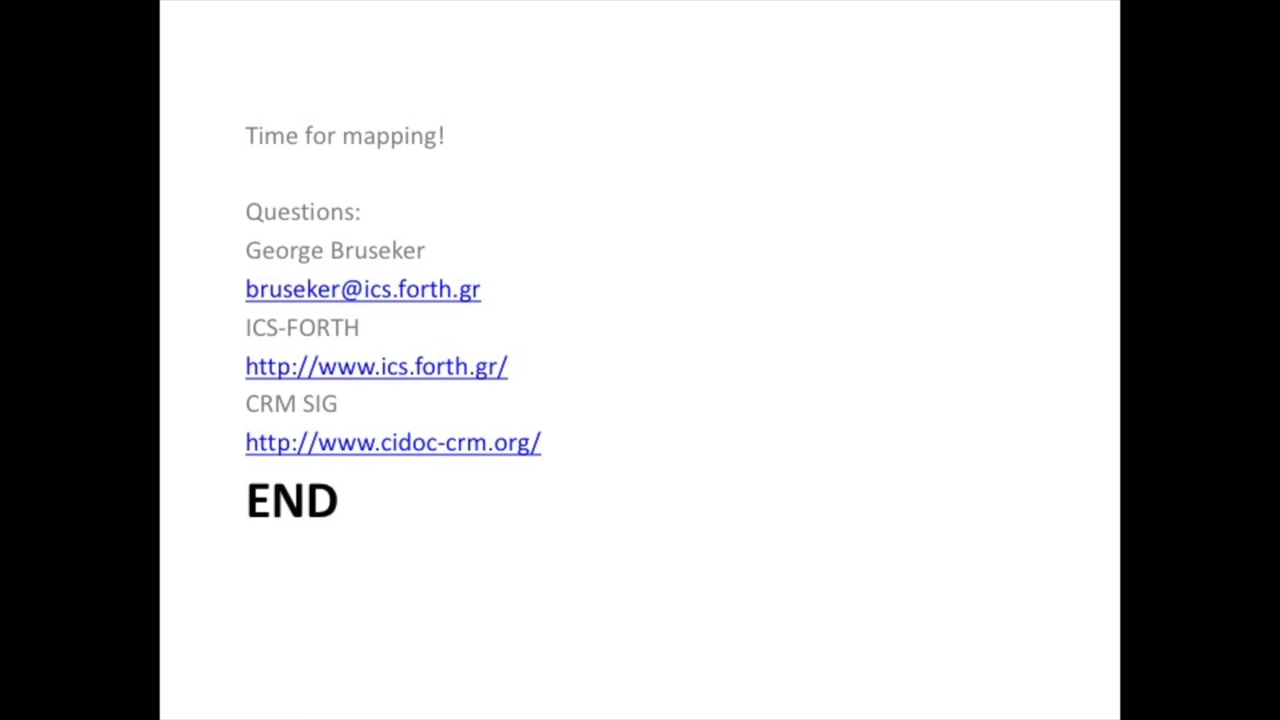 Time for mapping!
Questions:
George Bruseker
bruseker@ics.forth.gr
ICS-FORTH
http://www.ics.forth.gr/
CRM SIG
http://www.cidoc-crm.org/
END